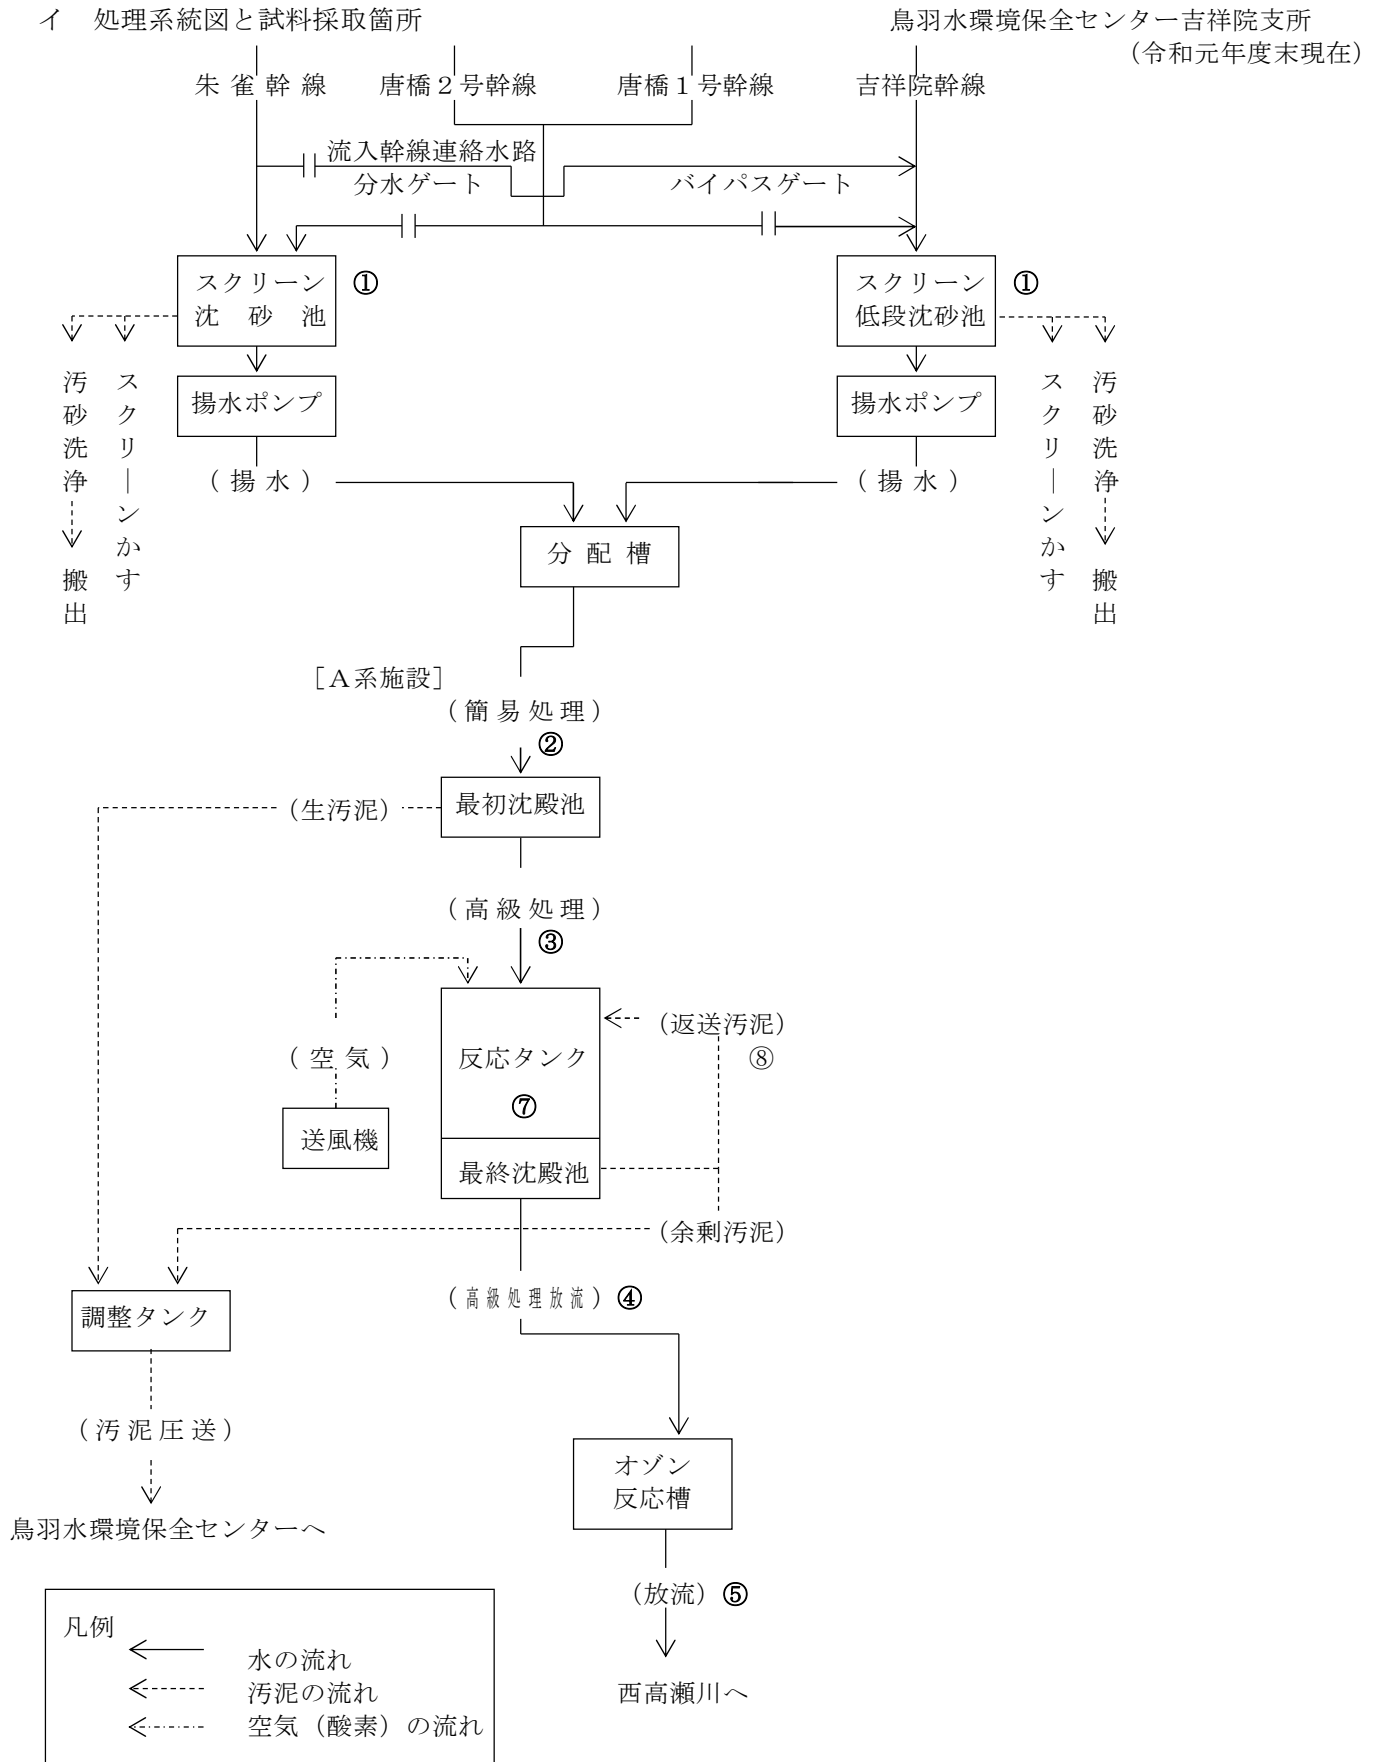 イ 処理系統図と試料採取箇所
鳥羽水環境保全センター吉祥院支所
（令和元年度末現在）
朱雀幹線
唐橋２号幹線
唐橋１号幹線
吉祥院幹線
流入幹線連絡水路
分水ゲート
バイパスゲート
スクリーン
沈砂池
①
スクリーン
低段沈砂池
①
汚砂洗浄
搬出
スクリーンかす
揚水ポンプ
揚水ポンプ
スクリーンかす
汚砂洗浄
搬出
（揚水）
（揚水）
分配槽
［Ａ系施設］
（簡易処理）
②
（生汚泥）
最初沈殿池
（高級処理）
③
（返送汚泥）
⑧
（空気）
反応タンク
⑦
送風機
最終沈殿池
（余剰汚泥）
（高級処理放流）④
調整タンク
（汚泥圧送）
オゾン
反応槽
鳥羽水環境保全センターへ
（放流）⑤
西高瀬川へ
凡例
水の流れ
汚泥の流れ
空気（酸素）の流れ